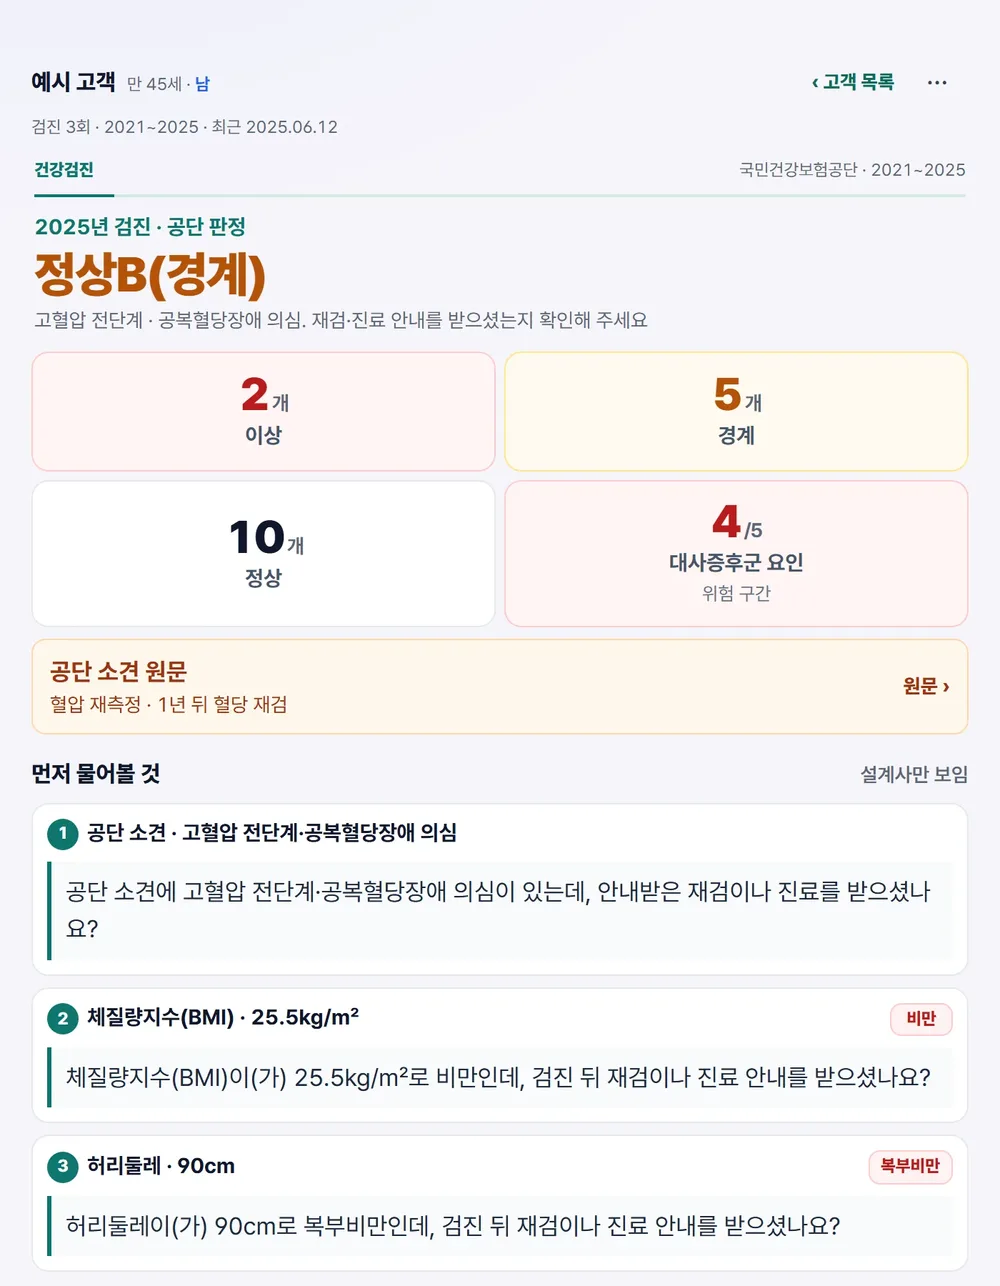 예시 고객 만 45세 · 남
‹ 고객 목록 ···
검진 3회 · 2021~2025 · 최근 2025.06.12
건강검진
국민건강보험공단 · 2021~2025
2025년 검진 · 공단 판정
정상B(경계)
고혈압 전단계 · 공복혈당장애 의심. 재검·진료 안내를 받으셨는지 확인해 주세요
2개
이상
5개
경계
10개
정상
4/5
대사증후군 요인
위험 구간
공단 소견 원문
혈압 재측정 · 1년 뒤 혈당 재검
원문 ›
먼저 물어볼 것
설계사만 보임
1 공단 소견 · 고혈압 전단계·공복혈당장애 의심
공단 소견에 고혈압 전단계·공복혈당장애 의심이 있는데, 안내받은 재검이나 진료를 받으셨나
요?
2 체질량지수(BMI) · 25.5kg/m²
비만
체질량지수(BMI)이(가) 25.5kg/m²로 비만인데, 검진 뒤 재검이나 진료 안내를 받으셨나요?
3 허리둘레 · 90cm
복부비만
허리둘레이(가) 90cm로 복부비만인데, 검진 뒤 재검이나 진료 안내를 받으셨나요?